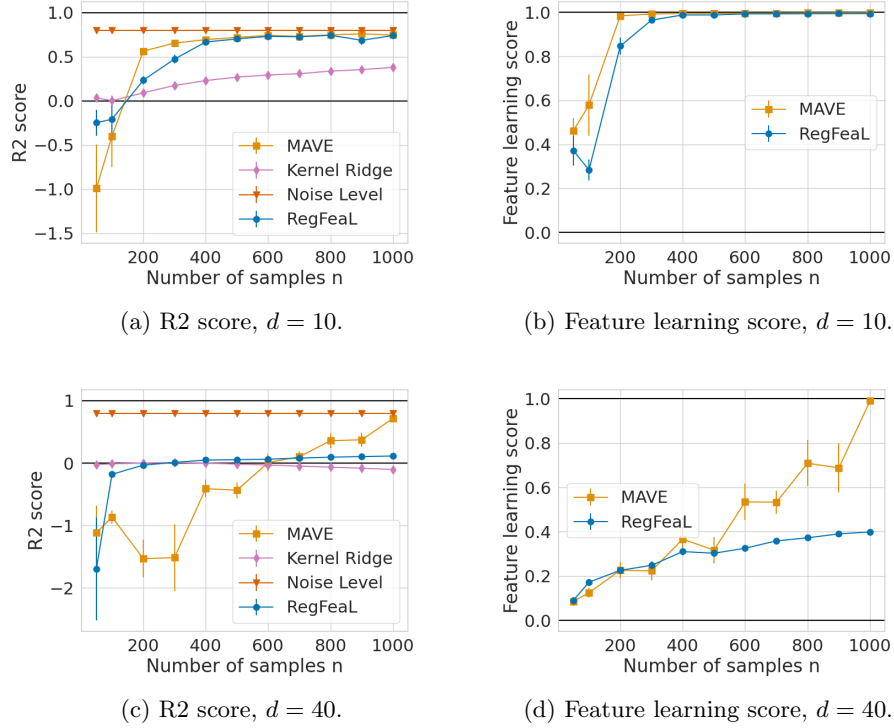 1.0
0.5
0.0
−0.5
−1.0
−1.5
R2 score
MAVE
Kernel Ridge
Noise Level
RegFeaL
200 400 600 800 1000
Number of samples n
(a) R2 score, d = 10.
1.0
0.8
0.6
0.4
0.2
0.0
Feature learning score
MAVE
RegFeaL
200 400 600 800 1000
Number of samples n
(b) Feature learning score, d = 10.
1
0
−1
−2
R2 score
MAVE
Kernel Ridge
Noise Level
RegFeaL
200 400 600 800 1000
Number of samples n
(c) R2 score, d = 40.
1.0
0.8
0.6
0.4
0.2
0.0
Feature learning score
MAVE
RegFeaL
200 400 600 800 1000
Number of samples n
(d) Feature learning score, d = 40.